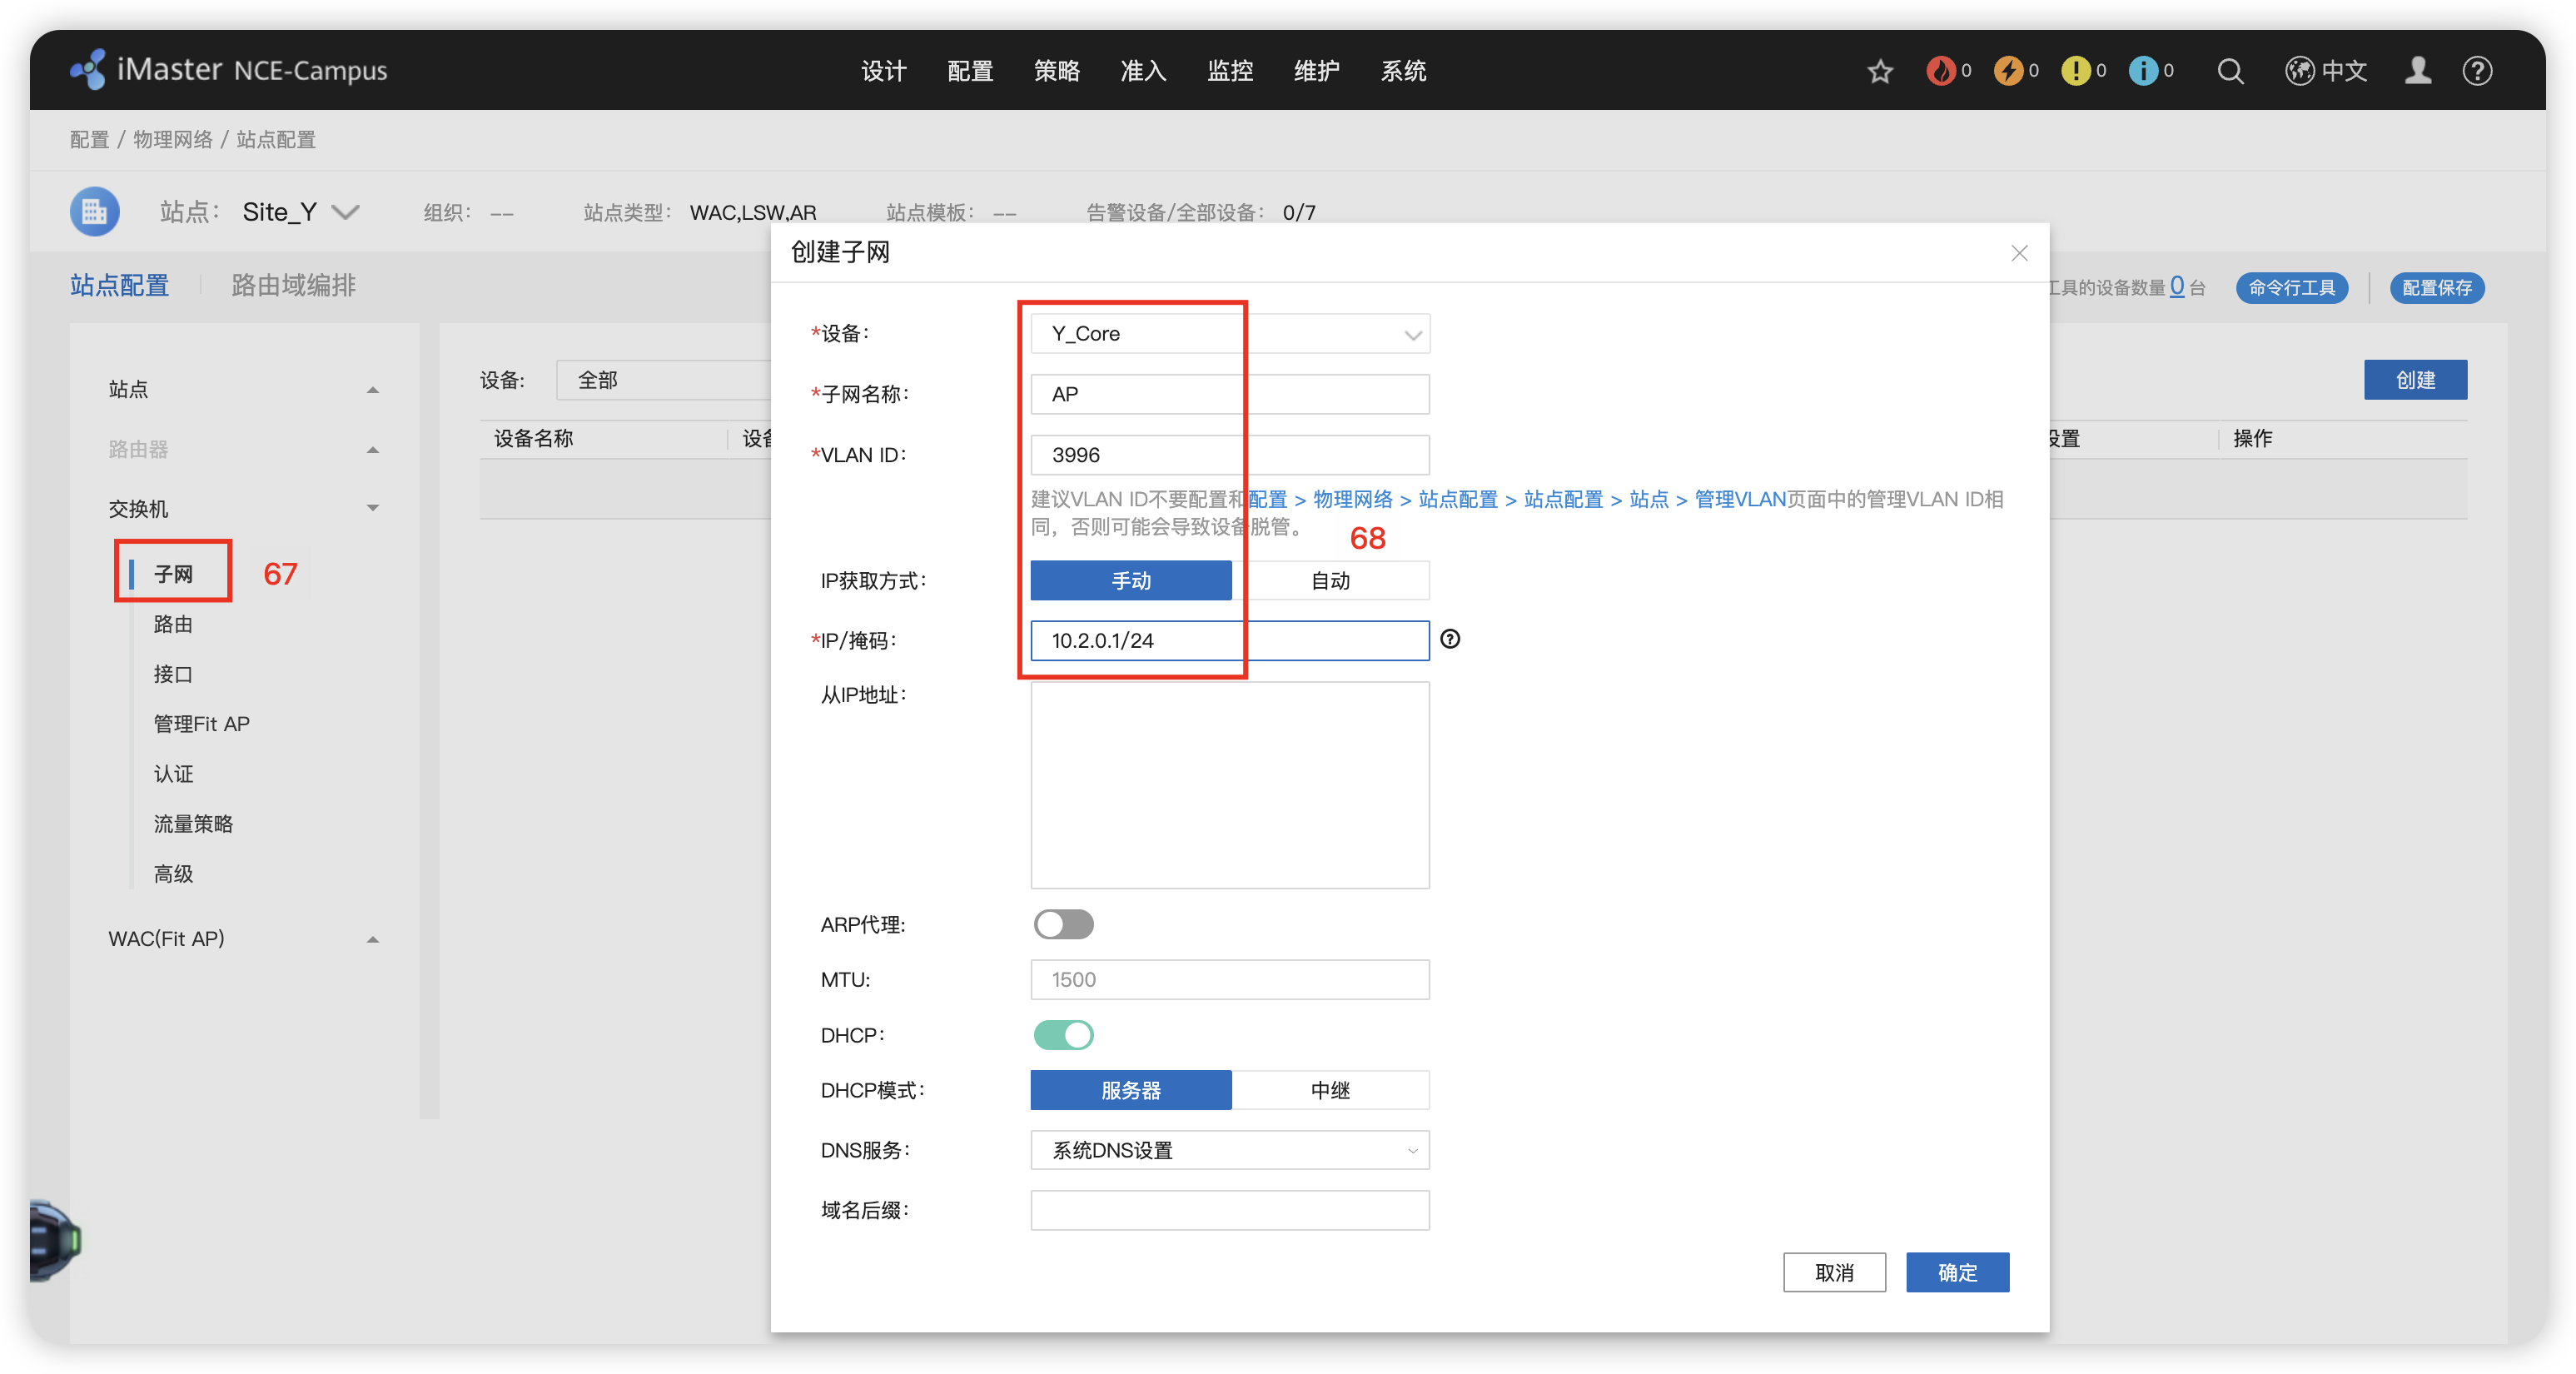 iMaster NCE-Campus
设计 配置 策略 准入 监控 维护 系统
0 0 0 0 中文
配置 / 物理网络 / 站点配置
站点： Site_Y 组织： -- 站点类型： WAC,LSW,AR 站点模板： -- 告警设备/全部设备： 0/7
创建子网
站点配置 路由域编排
工具的设备数量 0 台 命令行工具 配置保存
站点
路由器
交换机
子网 67
路由
接口
管理Fit AP
认证
流量策略
高级
WAC(Fit AP)
设备: 全部
创建
设备名称 设备
设置 操作
*设备： Y_Core
*子网名称： AP
*VLAN ID： 3996
建议VLAN ID不要配置和配置 > 物理网络 > 站点配置 > 站点配置 > 站点 > 管理VLAN页面中的管理VLAN ID相
同，否则可能会导致设备脱管。
68
IP获取方式： 手动 自动
*IP/掩码： 10.2.0.1/24
从IP地址：
ARP代理:
MTU: 1500
DHCP：
DHCP模式： 服务器 中继
DNS服务： 系统DNS设置
域名后缀：
取消 确定